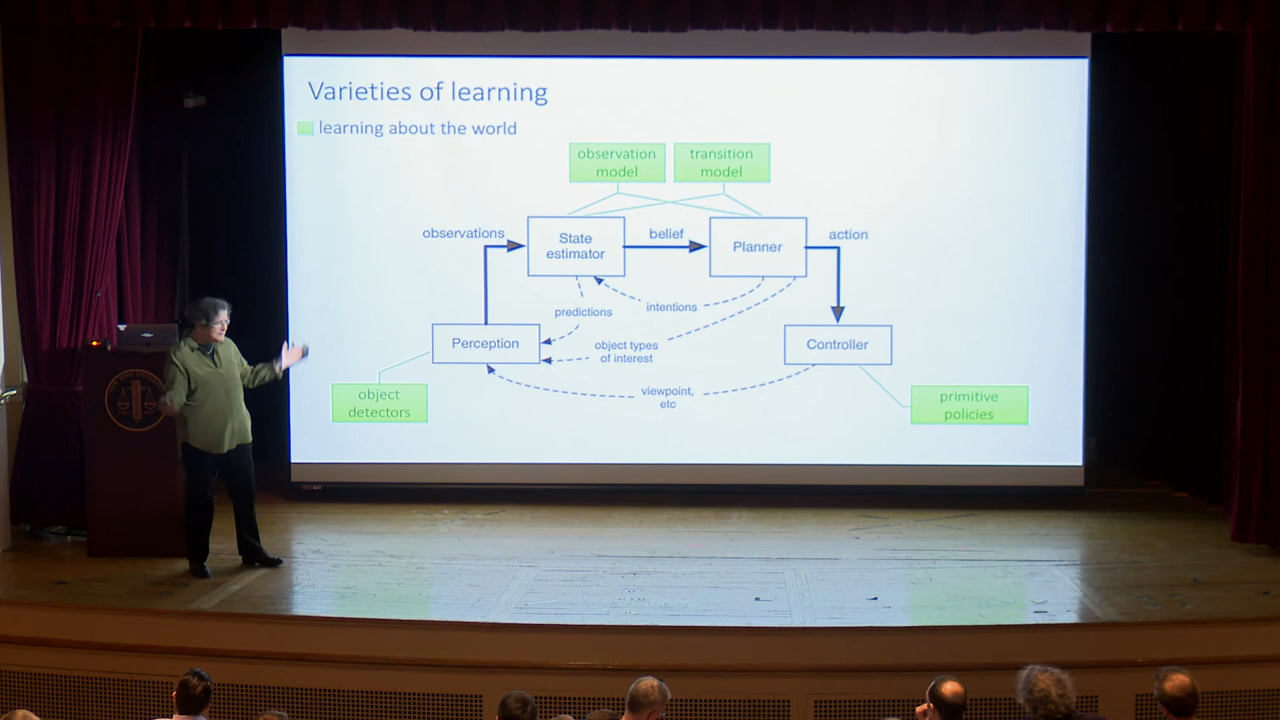 Varieties of learning
learning about the world
observation
model
transition
model
observations
State
estimator
belief
Planner
action
predictions
intentions
Perception
object types
of interest
Controller
viewpoint,
etc
object
detectors
primitive
policies